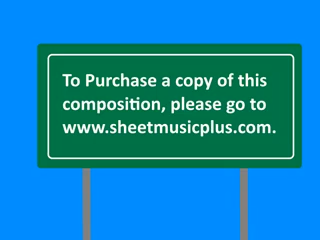 To Purchase a copy of this
composition, please go to
www.sheetmusicplus.com.